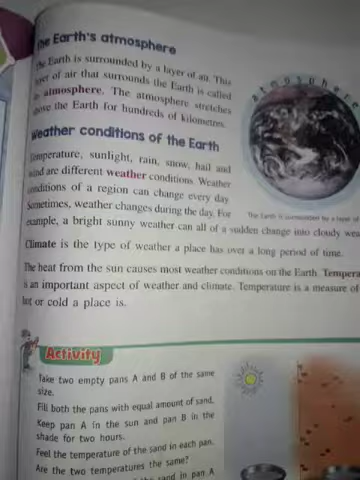 The Earth's atmosphere
the Earth is surrounded by a layer of air. This
layer of air that surrounds the Earth is called
atmosphere. The atmosphere stretches
above the Earth for hundreds of kilometres.
atmosphere
Weather conditions of the Earth
Temperature, sunlight, rain, snow, hail and
wind are different weather conditions. Weather
conditions of a region can change every day
Sometimes, weather changes during the day. For
example, a bright sunny weather can all of a sudden change into cloudy wea
The Earth is surrounded by a layer of
Climate is the type of weather a place has over a long period of time.
The heat from the sun causes most weather conditions on the Earth. Tempera
is an important aspect of weather and climate. Temperature is a measure of
hot or cold a place is.
Activity
Take two empty pans A and B of the same
size.
Fill both the pans with equal amount of sand.
Keep pan A in the sun and pan B in the
shade for two hours.
Feel the temperature of the sand in each pan.
Are the two temperatures the same?
the sand in pan A